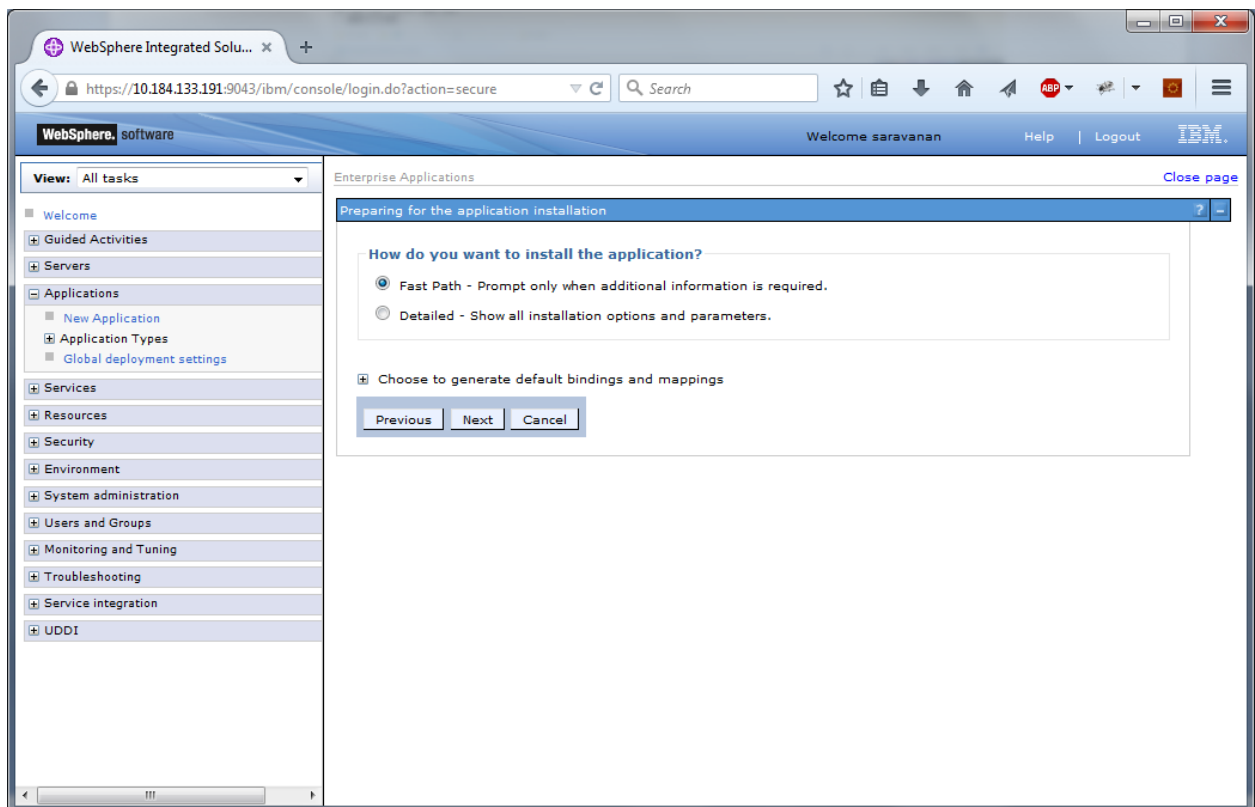 WebSphere Integrated Solu... × +
https://10.184.133.191:9043/ibm/console/login.do?action=secure Search ABP
WebSphere. software Welcome saravanan Help | Logout IBM.
View: All tasks
Enterprise Applications Close page
Welcome
Guided Activities
Servers
Applications
New Application
Application Types
Global deployment settings
Services
Resources
Security
Environment
System administration
Users and Groups
Monitoring and Tuning
Troubleshooting
Service integration
UDDI
Preparing for the application installation ? -
How do you want to install the application?
Fast Path - Prompt only when additional information is required.
Detailed - Show all installation options and parameters.
Choose to generate default bindings and mappings
Previous Next Cancel